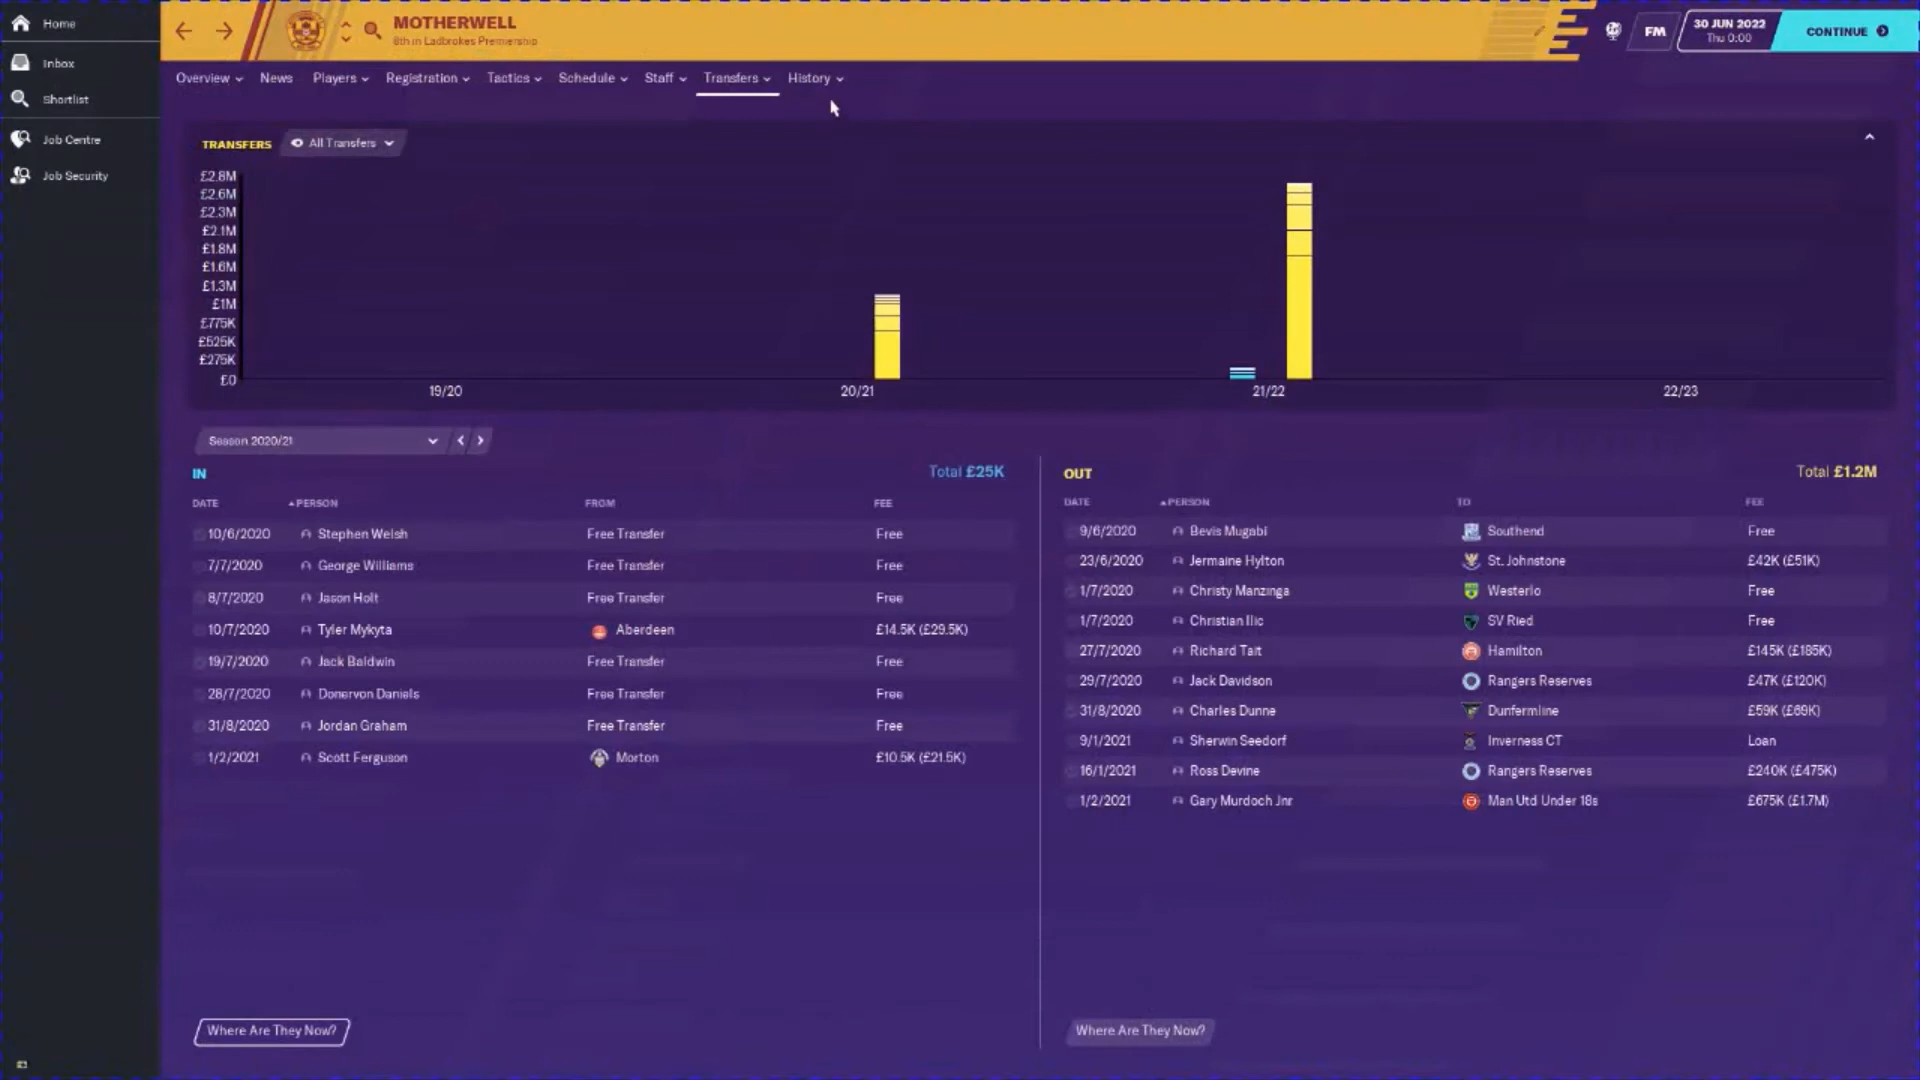 Home
Inbox
Shortlist
Job Centre
Job Security
MOTHERWELL
8th in Ladbrokes Premiership
FM
30 JUN 2022
Thu 0:00
CONTINUE
Overview News Players Registration Tactics Schedule Staff Transfers History
TRANSFERS All Transfers
£2.8M
£2.6M
£2.3M
£2.1M
£1.8M
£1.6M
£1.3M
£1M
£775K
£525K
£275K
£0
19/20 20/21 21/22 22/23
Season 2020/21
IN Total £25K
DATE PERSON FROM FEE
10/6/2020 Stephen Welsh Free Transfer Free
7/7/2020 George Williams Free Transfer Free
8/7/2020 Jason Holt Free Transfer Free
10/7/2020 Tyler Mykyta Aberdeen £14.5K (£29.5K)
19/7/2020 Jack Baldwin Free Transfer Free
28/7/2020 Donervon Daniels Free Transfer Free
31/8/2020 Jordan Graham Free Transfer Free
1/2/2021 Scott Ferguson Morton £10.5K (£21.5K)
Where Are They Now?
OUT Total £1.2M
DATE PERSON TO FEE
9/6/2020 Bevis Mugabi Southend Free
23/6/2020 Jermaine Hylton St. Johnstone £42K (£51K)
1/7/2020 Christy Manzinga Westerlo Free
1/7/2020 Christian Ilic SV Ried Free
27/7/2020 Richard Tait Hamilton £145K (£185K)
29/7/2020 Jack Davidson Rangers Reserves £47K (£120K)
31/8/2020 Charles Dunne Dunfermline £59K (£69K)
9/1/2021 Sherwin Seedorf Inverness CT Loan
16/1/2021 Ross Devine Rangers Reserves £240K (£475K)
1/2/2021 Gary Murdoch Jnr Man Utd Under 18s £675K (£1.7M)
Where Are They Now?